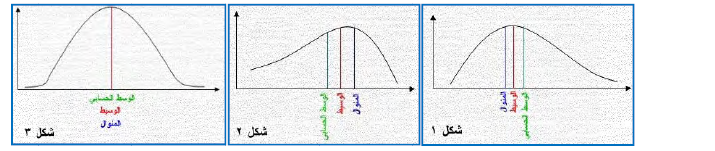 المنوال
الوسيط
الوسط الحسابي
شكل ١
الوسط الحسابي
الوسيط
المنوال
شكل ٢
الوسط الحسابي
الوسيط
المنوال
شكل ٣